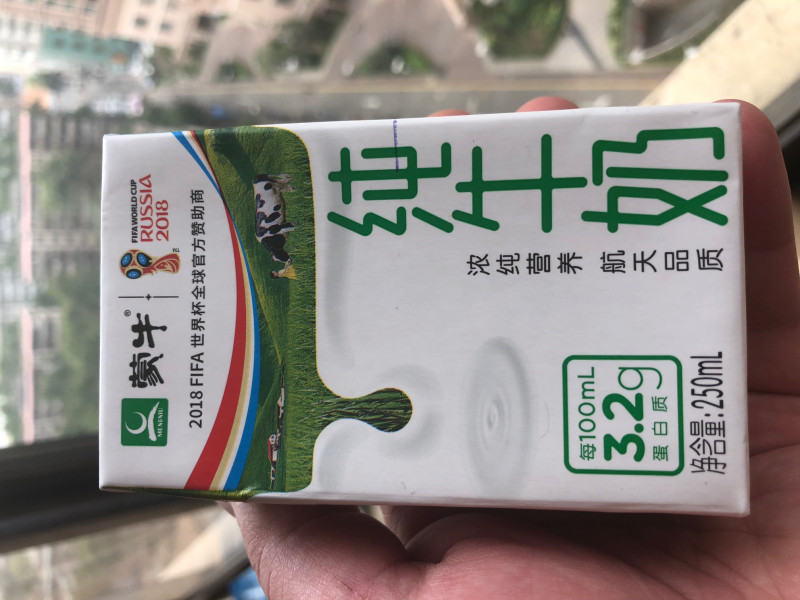 MENGNIU
蒙牛®
FIFA WORLD CUP
RUSSIA
2018
2018 FIFA 世界杯全球官方赞助商
纯牛奶
浓纯营养 航天品质
每100mL
3.2g
蛋白质
净含量:250mL